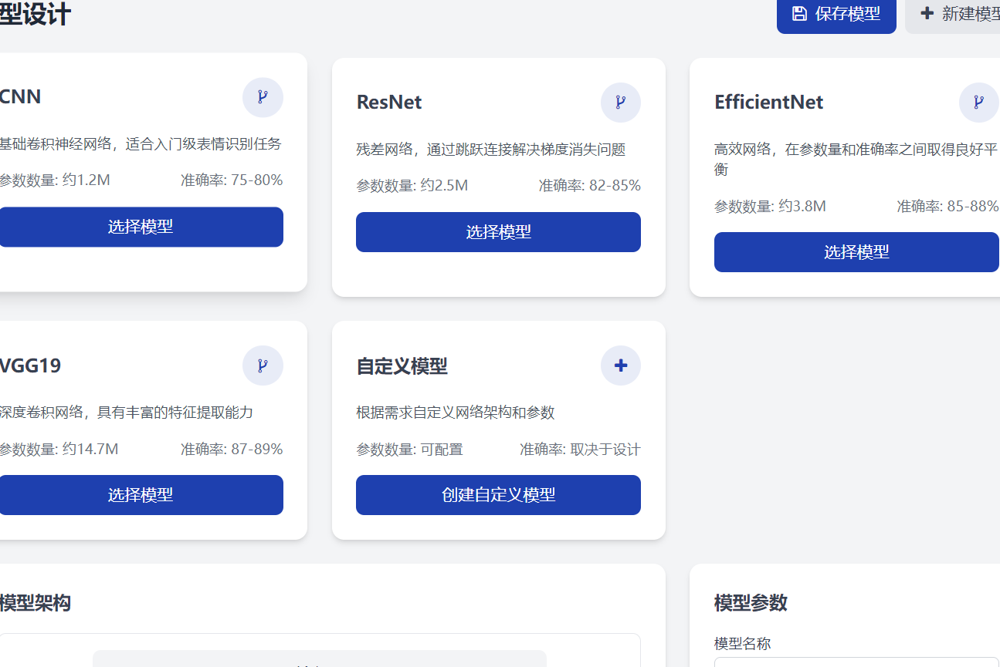 型设计
保存模型
新建模型
CNN
基础卷积神经网络，适合入门级表情识别任务
参数数量: 约1.2M
准确率: 75-80%
选择模型
ResNet
残差网络，通过跳跃连接解决梯度消失问题
参数数量: 约2.5M
准确率: 82-85%
选择模型
EfficientNet
高效网络，在参数量和准确率之间取得良好平
衡
参数数量: 约3.8M
准确率: 85-88%
选择模型
VGG19
深度卷积网络，具有丰富的特征提取能力
参数数量: 约14.7M
准确率: 87-89%
选择模型
自定义模型
根据需求自定义网络架构和参数
参数数量: 可配置
准确率: 取决于设计
创建自定义模型
模型架构
模型参数
模型名称